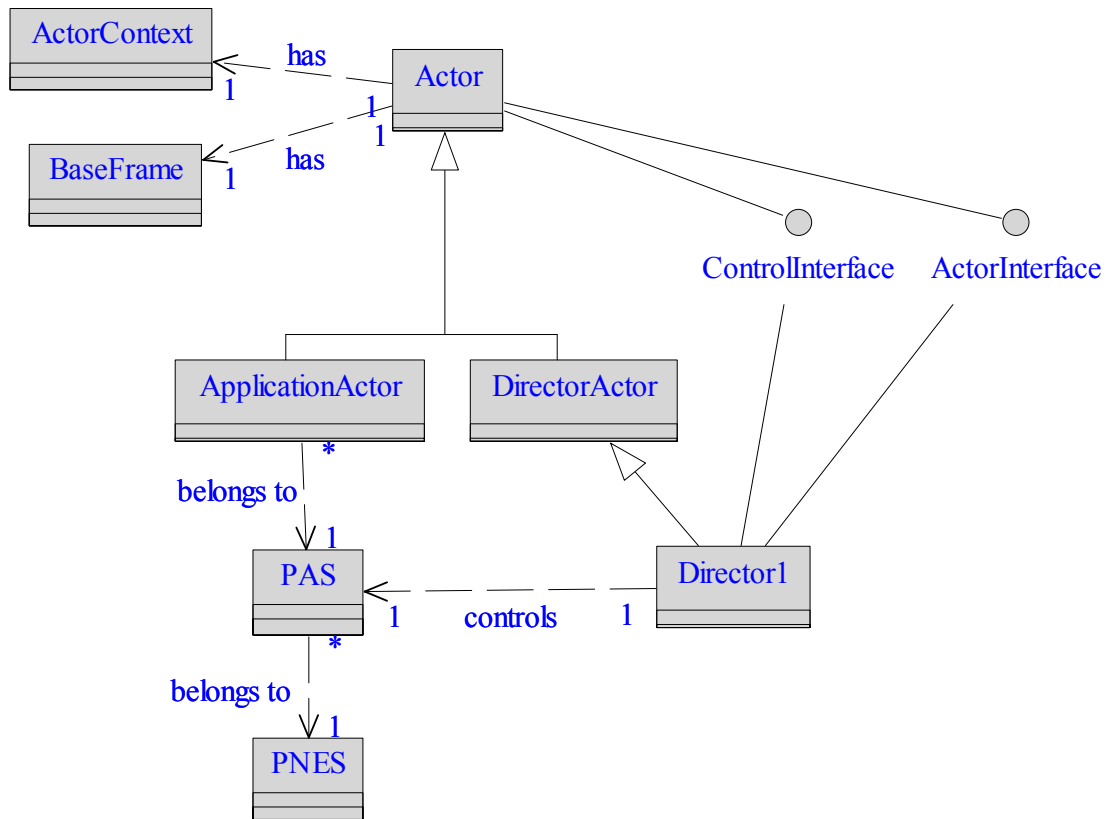 ActorContext
has
1
Actor
1
1
BaseFrame
has
1
ControlInterface
ActorInterface
ApplicationActor
DirectorActor
*
belongs to
1
PAS
Director1
1
controls
1
*
belongs to
1
PNES